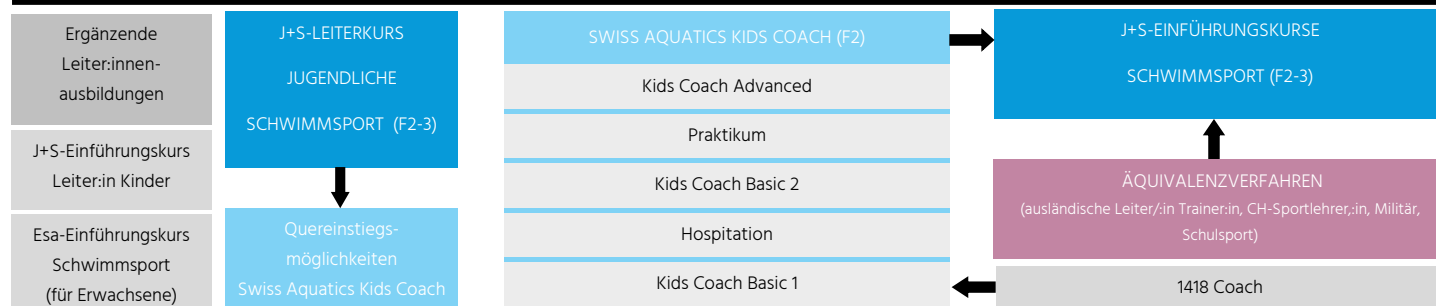 Ergänzende
Leiter:innen-
ausbildungen
J+S-Einführungskurs
Leiter:in Kinder
Esa-Einführungskurs
Schwimmsport
(für Erwachsene)
J+S-LEITERKURS
JUGENDLICHE
SCHWIMMSPORT (F2-3)
Quereinstiegs-
möglichkeiten
Swiss Aquatics Kids Coach
SWISS AQUATICS KIDS COACH (F2)
Kids Coach Advanced
Praktikum
Kids Coach Basic 2
Hospitation
Kids Coach Basic 1
J+S-EINFÜHRUNGSKURSE
SCHWIMMSPORT (F2-3)
ÄQUIVALENZVERFAHREN
(ausländische Leiter/:in Trainer:in, CH-Sportlehrer,:in, Militär,
Schulsport)
1418 Coach